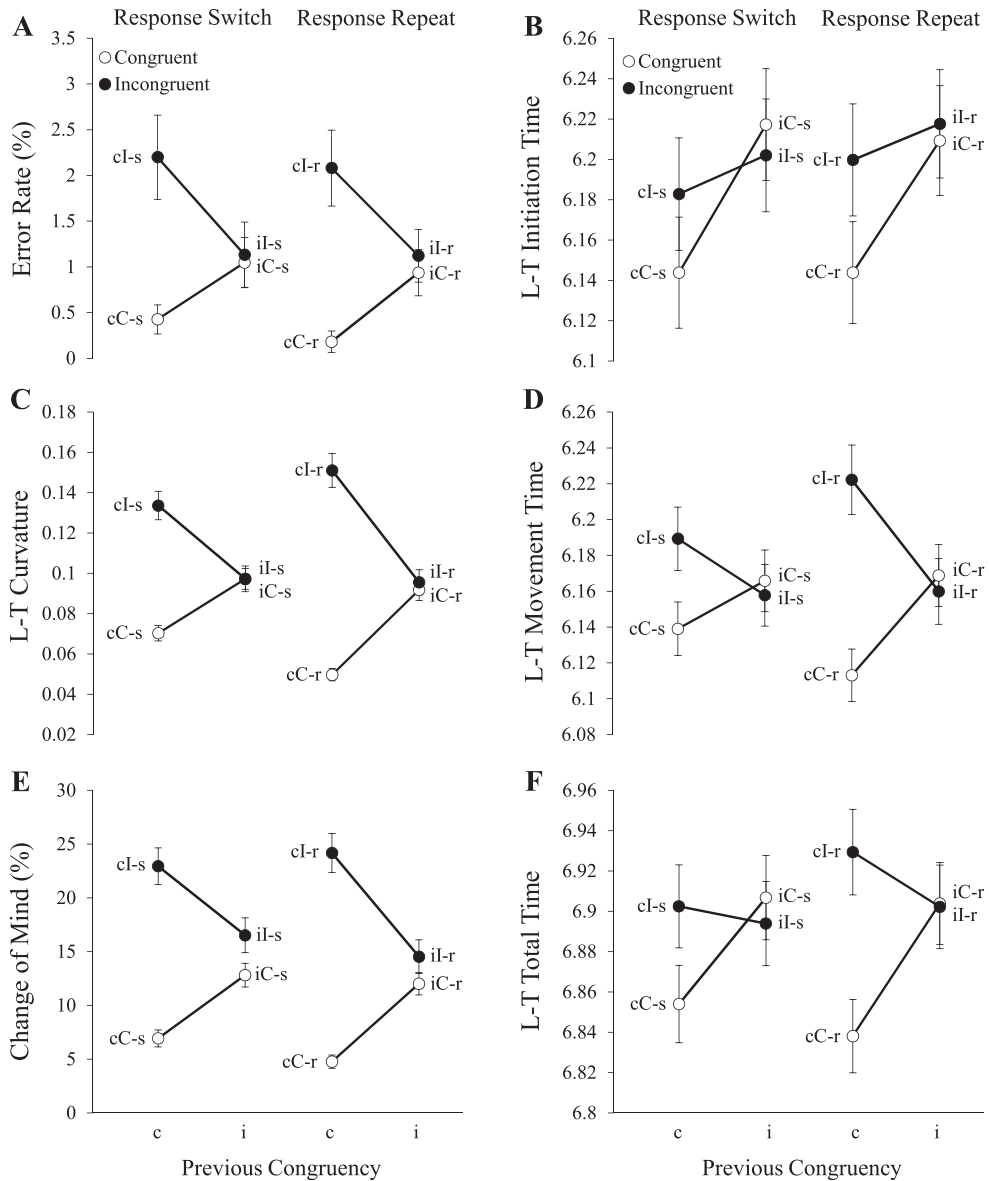 Response Switch Response Repeat
A
Error Rate (%)
3.5
3
2.5
2
1.5
1
0.5
0
Congruent
Incongruent
cI-s
cC-s
iI-s
iC-s
cI-r
cC-r
iI-r
iC-r
Response Switch Response Repeat
B
L-T Initiation Time
6.26
6.24
6.22
6.2
6.18
6.16
6.14
6.12
6.1
Congruent
Incongruent
cI-s
cC-s
iC-s
iI-s
cI-r
cC-r
iI-r
iC-r
C
L-T Curvature
0.18
0.16
0.14
0.12
0.1
0.08
0.06
0.04
0.02
cI-s
cC-s
iI-s
iC-s
cI-r
cC-r
iI-r
iC-r
D
L-T Movement Time
6.26
6.24
6.22
6.2
6.18
6.16
6.14
6.12
6.1
6.08
cI-s
cC-s
iC-s
iI-s
cI-r
cC-r
iC-r
iI-r
E
Change of Mind (%)
30
25
20
15
10
5
0
cI-s
cC-s
iI-s
iC-s
cI-r
cC-r
iI-r
iC-r
c i c i
Previous Congruency
F
L-T Total Time
6.96
6.94
6.92
6.9
6.88
6.86
6.84
6.82
6.8
cI-s
cC-s
iC-s
iI-s
cI-r
cC-r
iC-r
iI-r
c i c i
Previous Congruency